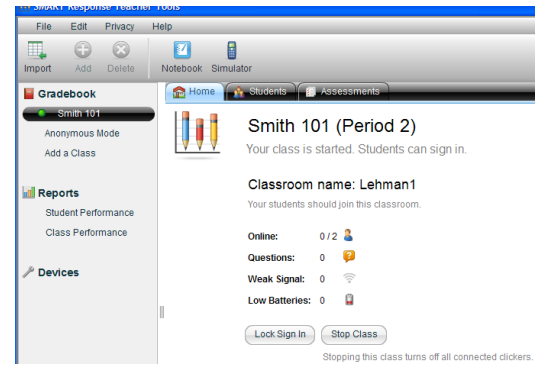 SMART Response Teacher Tools
File Edit Privacy Help
Import Add Delete Notebook Simulator
Gradebook
Smith 101
Anonymous Mode
Add a Class
Reports
Student Performance
Class Performance
Devices
Home Students Assessments
Smith 101 (Period 2)
Your class is started. Students can sign in.
Classroom name: Lehman1
Your students should join this classroom.
Online: 0 / 2
Questions: 0
Weak Signal: 0
Low Batteries: 0
Lock Sign In Stop Class
Stopping this class turns off all connected clickers.